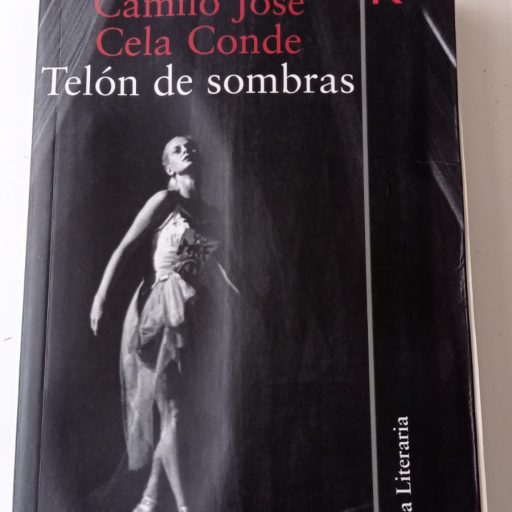 Camilo José
Cela Conde
Telón de sombras
a Literaria